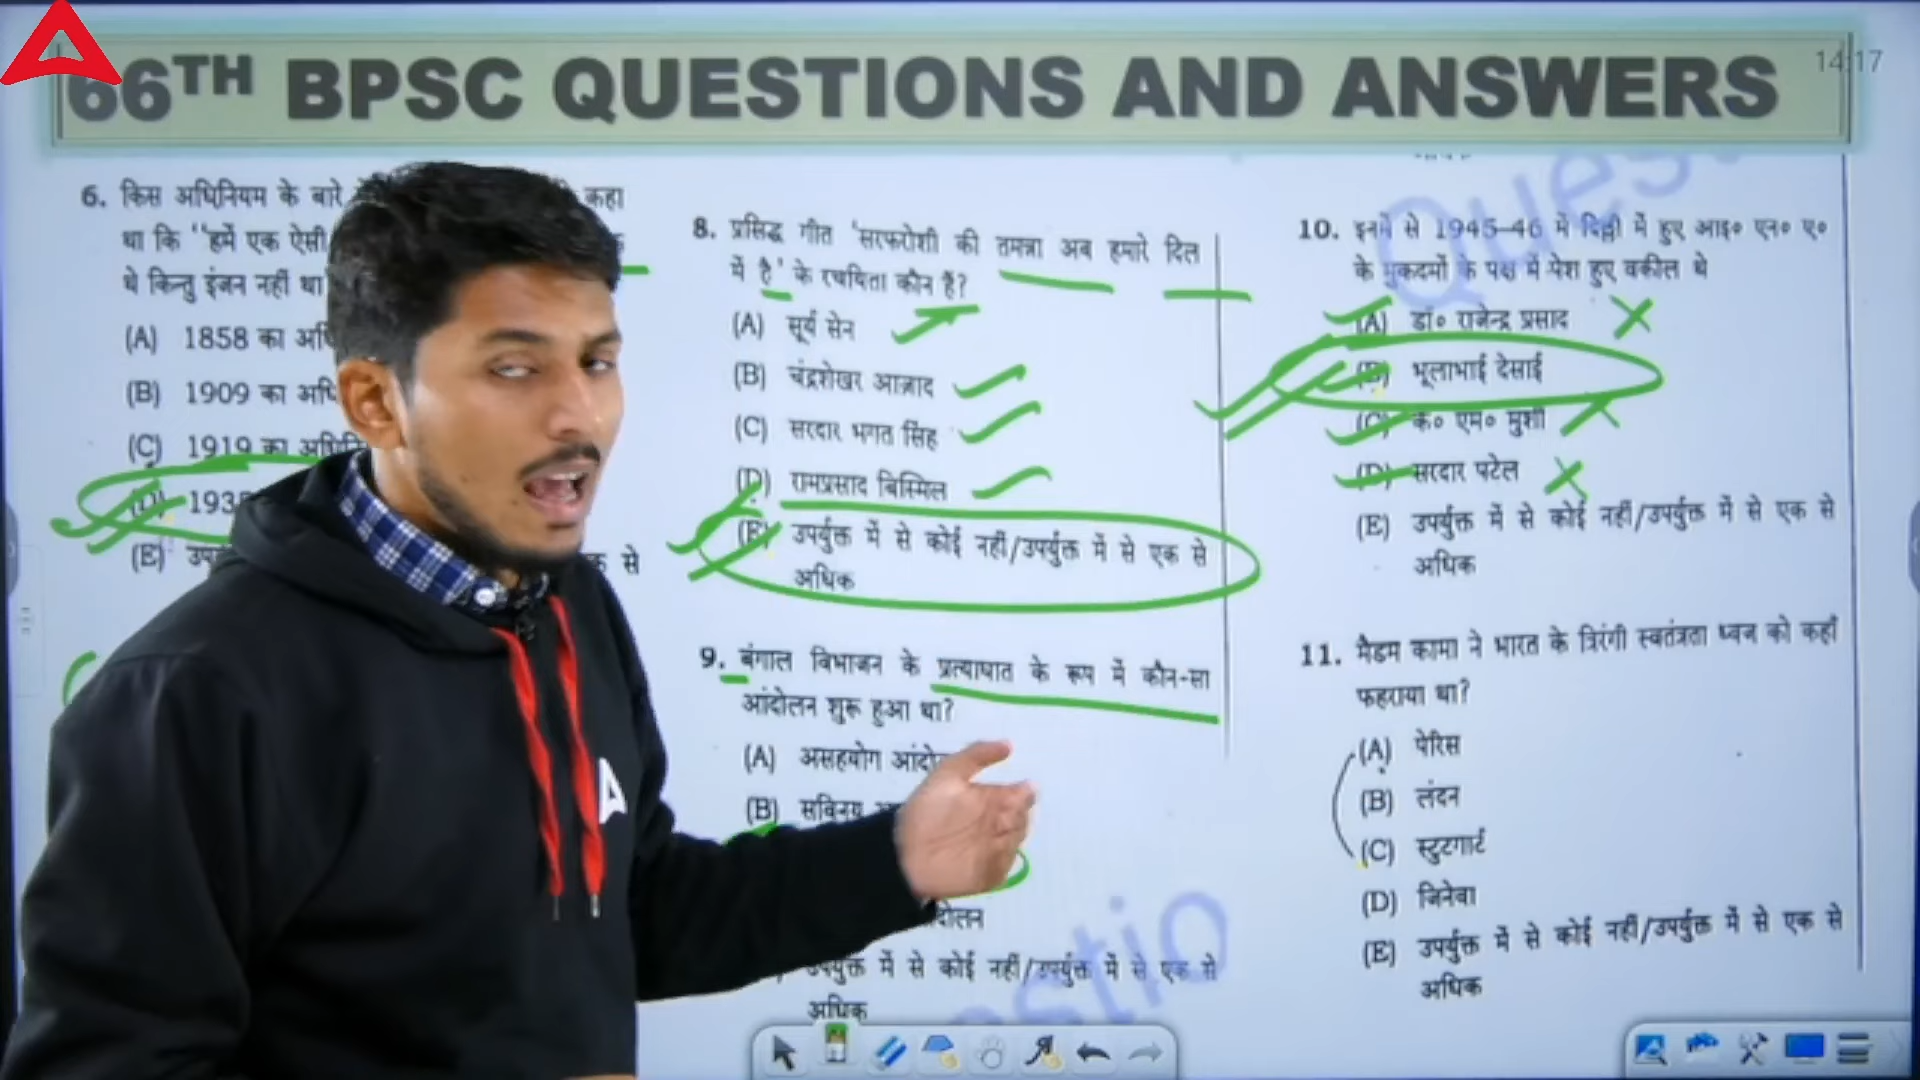 66TH BPSC QUESTIONS AND ANSWERS
14:17
6. किस अधिनियम के बारे
कहा
था कि "हमें एक ऐसी
थे किन्तु इंजन नहीं था
(A) 1858 का
(B) 1909 का
(C) 1919 का
(D) 1935
(E)
से
8. प्रसिद्ध गीत 'सरफरोशी की तमन्ना अब हमारे दिल
में है' के रचयिता कौन हैं?
(A) सूर्य सेन
(B) चंद्रशेखर आज़ाद
(C) सरदार भगत सिंह
(D) रामप्रसाद बिस्मिल
(E) उपर्युक्त में से कोई नहीं/उपर्युक्त में से एक से
अधिक
9. बंगाल विभाजन के प्रत्याघात के रूप में कौन-सा
आंदोलन शुरू हुआ था?
(A) असहयोग
(B) सविनय
उपर्युक्त में से कोई नहीं/उपर्युक्त में से एक से
अधिक
10. इनमें से 1945–46 में दिल्ली में हुए आइ० एन० ए०
के मुकदमों के पक्ष में पेश हुए वकील थे
(A) डॉ० राजेन्द्र प्रसाद
(B) भूलाभाई देसाई
(C) के० एम० मुंशी
(D) सरदार पटेल
(E) उपर्युक्त में से कोई नहीं/उपर्युक्त में से एक से
अधिक
11. मैडम कामा ने भारत के त्रिरंगी स्वतंत्रता ध्वज को कहाँ
फहराया था?
(A) पेरिस
(B) लंदन
(C) स्टुटगार्ट
(D) जिनेवा
(E) उपर्युक्त में से कोई नहीं/उपर्युक्त में से एक से
अधिक